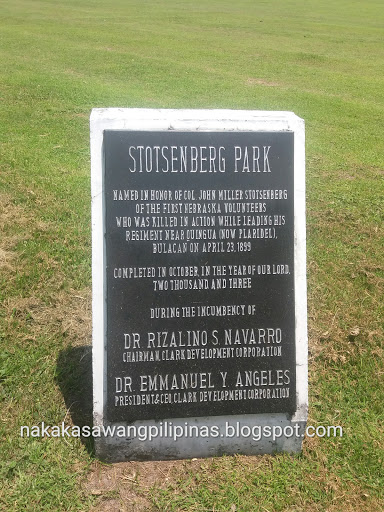 STOTSENBERG PARK
NAMED IN HONOR OF COL. JOHN MILLER STOTSENBERG
OF THE FIRST NEBRASKA VOLUNTEERS
WHO WAS KILLED IN ACTION WHILE LEADING HIS
REGIMENT NEAR QUINGUA (NOW PLARIDEL),
BULACAN ON APRIL 23, 1899
COMPLETED IN OCTOBER, IN THE YEAR OF OUR LORD,
TWO THOUSAND AND THREE
DURING THE INCUMBENCY OF
DR RIZALINO S. NAVARRO
CHAIRMAN, CLARK DEVELOPMENT CORPORATION
DR EMMANUEL Y. ANGELES
PRESIDENT & CEO, CLARK DEVELOPMENT CORPORATION
nakakasawangpilipinas.blogspot.com